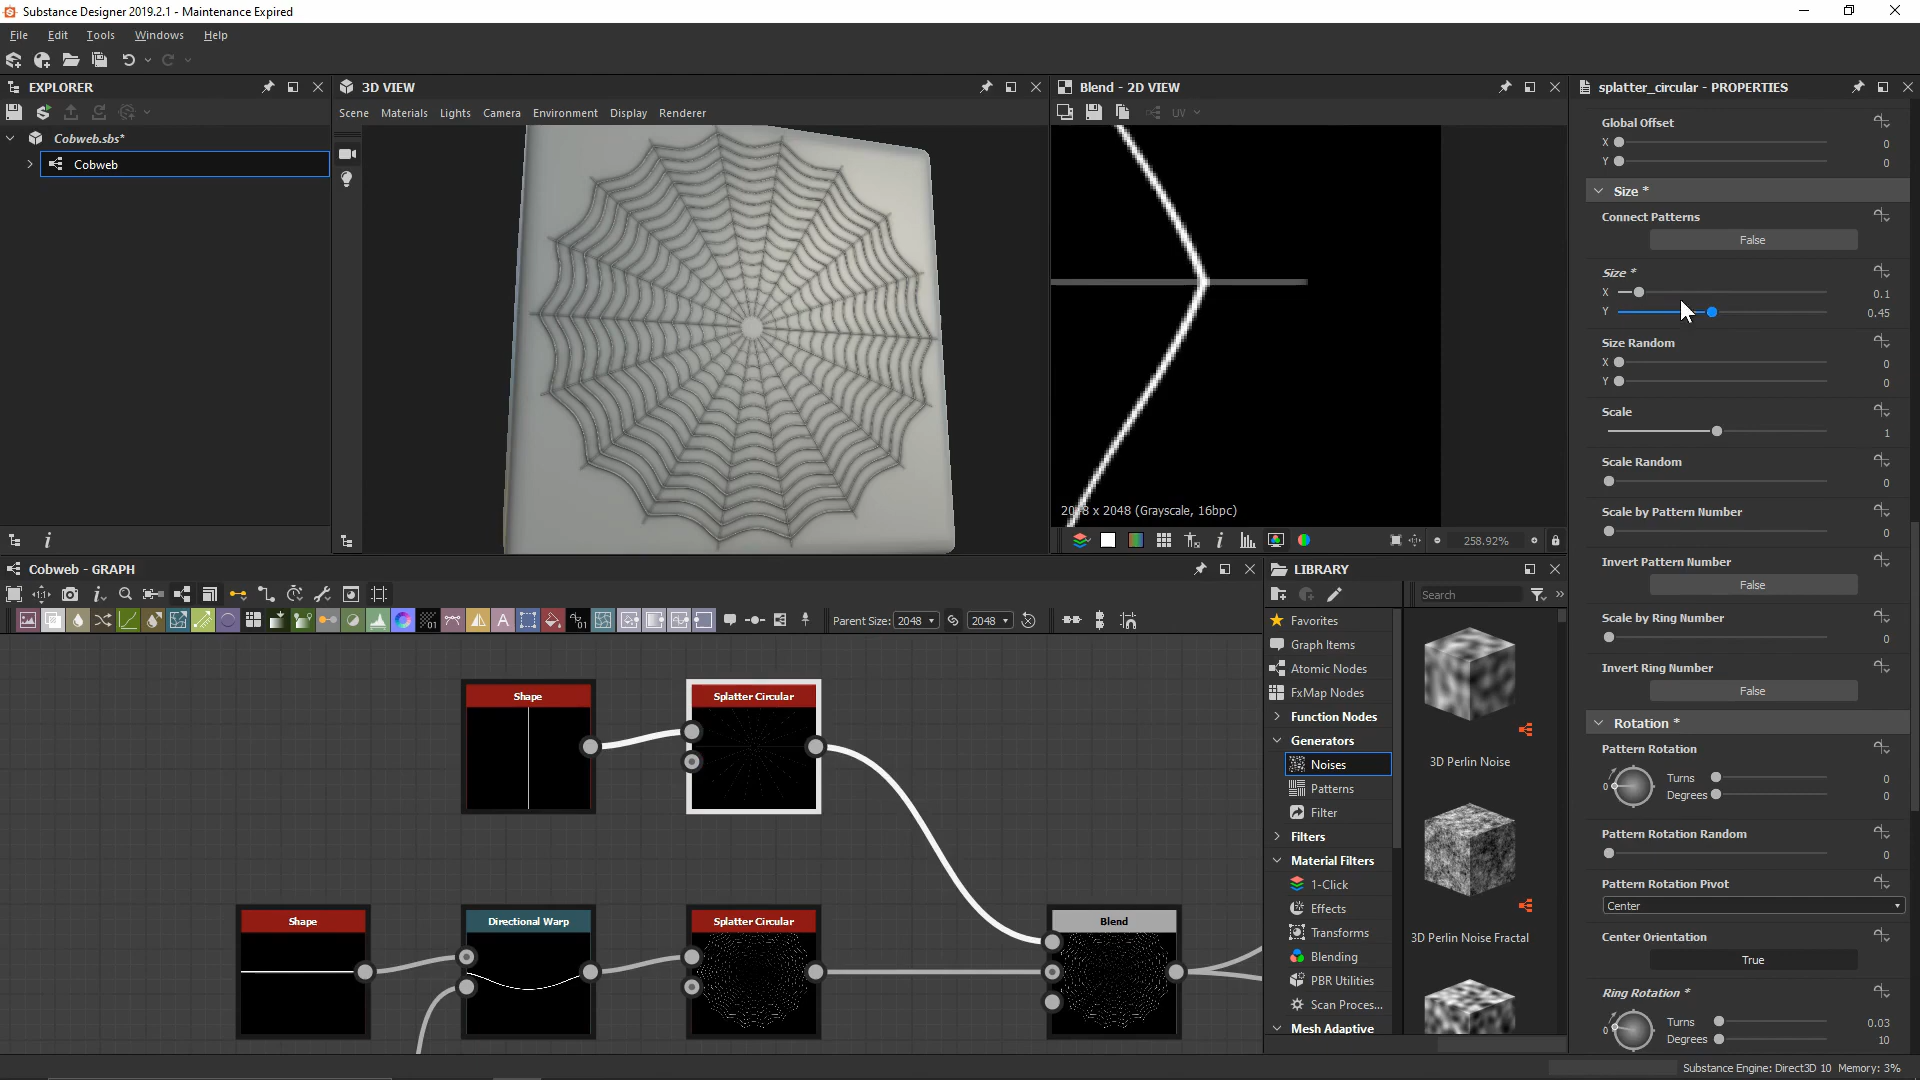 Substance Designer 2019.2.1 - Maintenance Expired
File Edit Tools Windows Help
EXPLORER
Cobweb.sbs*
Cobweb
3D VIEW
Scene Materials Lights Camera Environment Display Renderer
Blend - 2D VIEW
UV
2048 x 2048 (Grayscale, 16bpc)
258.92%
splatter_circular - PROPERTIES
Global Offset
X 0
Y 0
Size *
Connect Patterns
False
Size *
X 0.1
Y 0.45
Size Random
X 0
Y 0
Scale
1
Scale Random
0
Scale by Pattern Number
0
Invert Pattern Number
False
Scale by Ring Number
0
Invert Ring Number
False
Rotation *
Pattern Rotation
0 Turns 0
Degrees 0
Pattern Rotation Random
0
Pattern Rotation Pivot
Center
Center Orientation
True
Ring Rotation *
0 Turns 0.03
Degrees 10
Cobweb - GRAPH
Parent Size: 2048 2048
Shape
Splatter Circular
Shape
Directional Warp
Splatter Circular
Blend
LIBRARY
Search
Favorites
Graph Items
Atomic Nodes
FxMap Nodes
Function Nodes
Generators
Noises
Patterns
Filter
Filters
Material Filters
1-Click
Effects
Transforms
Blending
PBR Utilities
Scan Proces...
Mesh Adaptive
3D Perlin Noise
3D Perlin Noise Fractal
Substance Engine: Direct3D 10 Memory: 3%